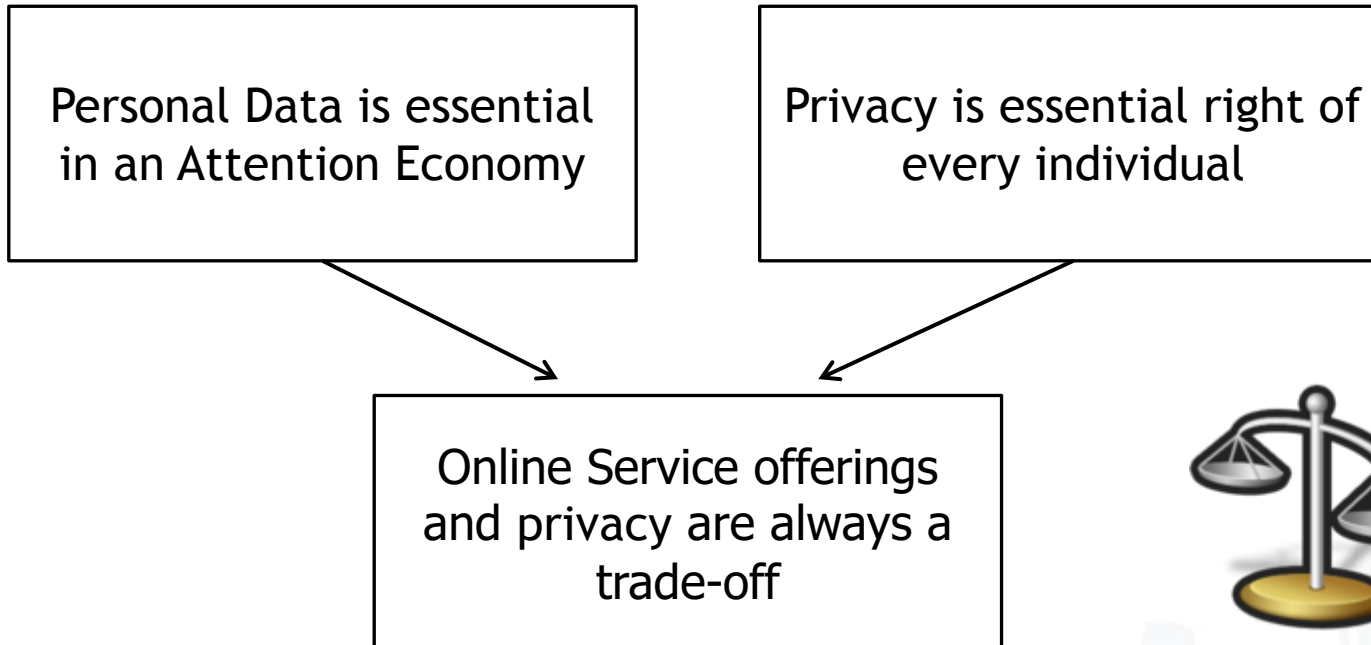 Personal Data is essential
in an Attention Economy
Privacy is essential right of
every individual
Online Service offerings
and privacy are always a
trade-off